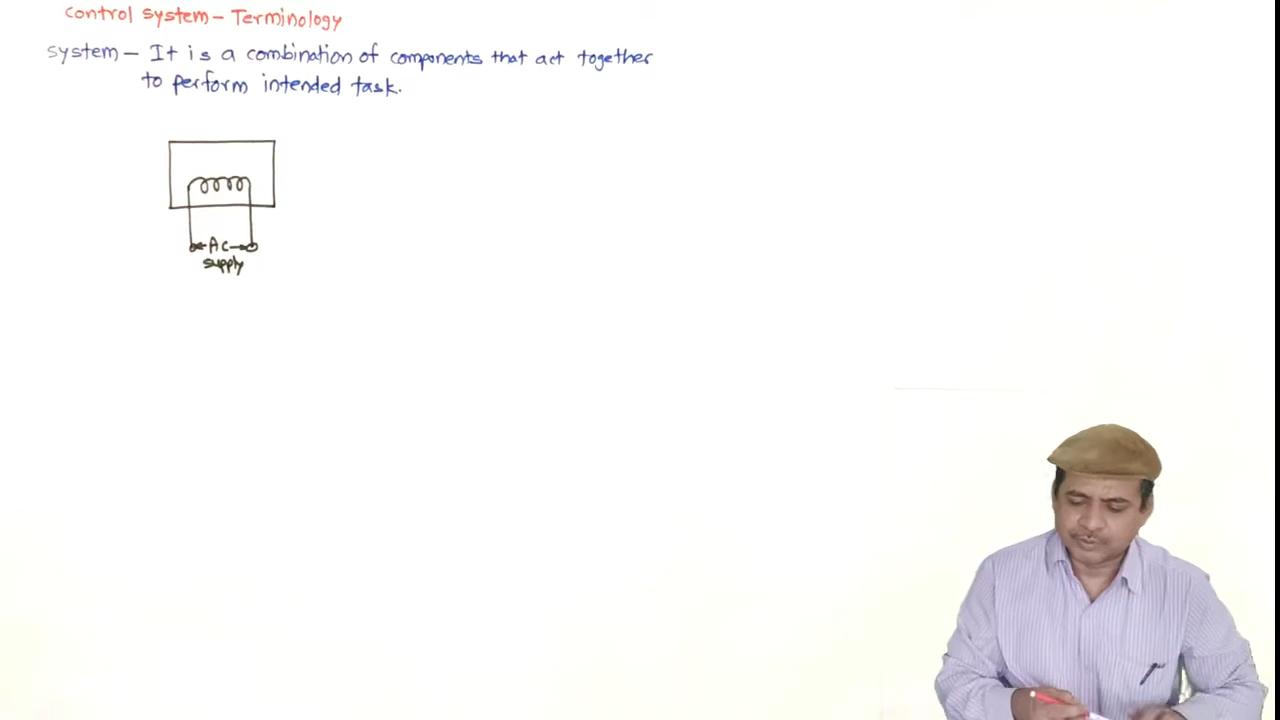 Control system - Terminology
system - It is a combination of components that act together
to perform intended task.
AC
supply